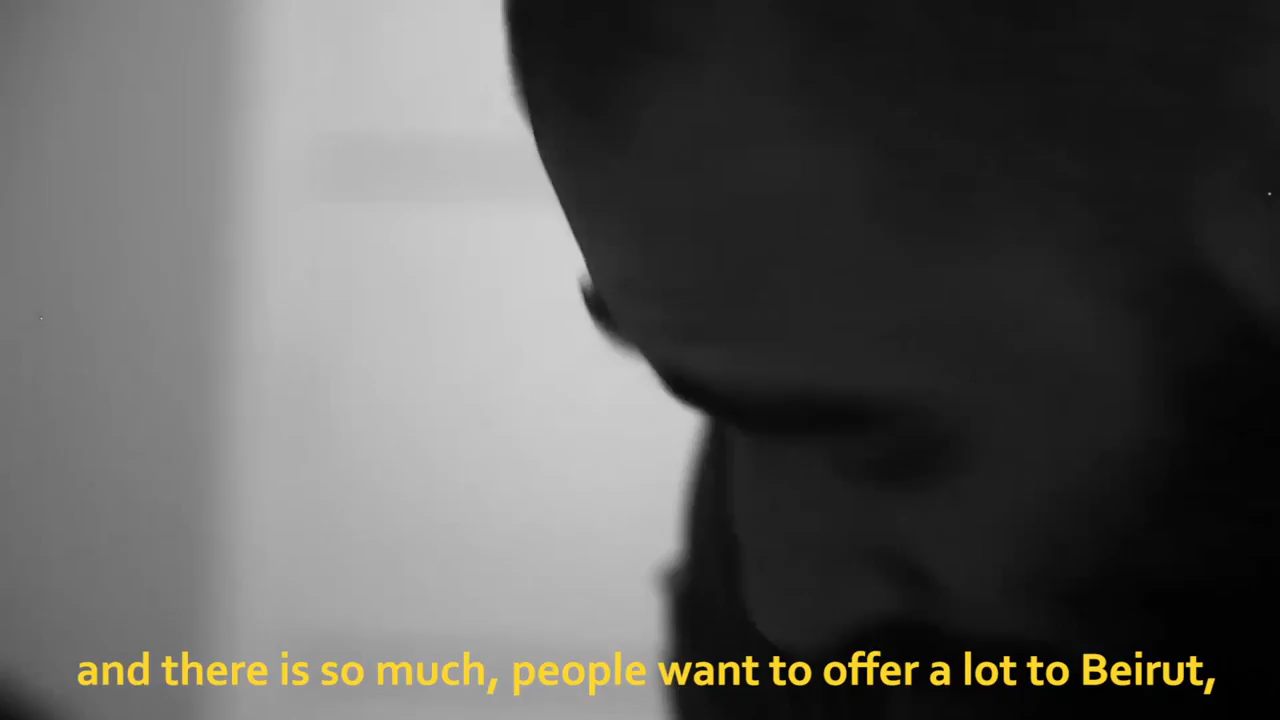 and there is so much, people want to offer a lot to Beirut,